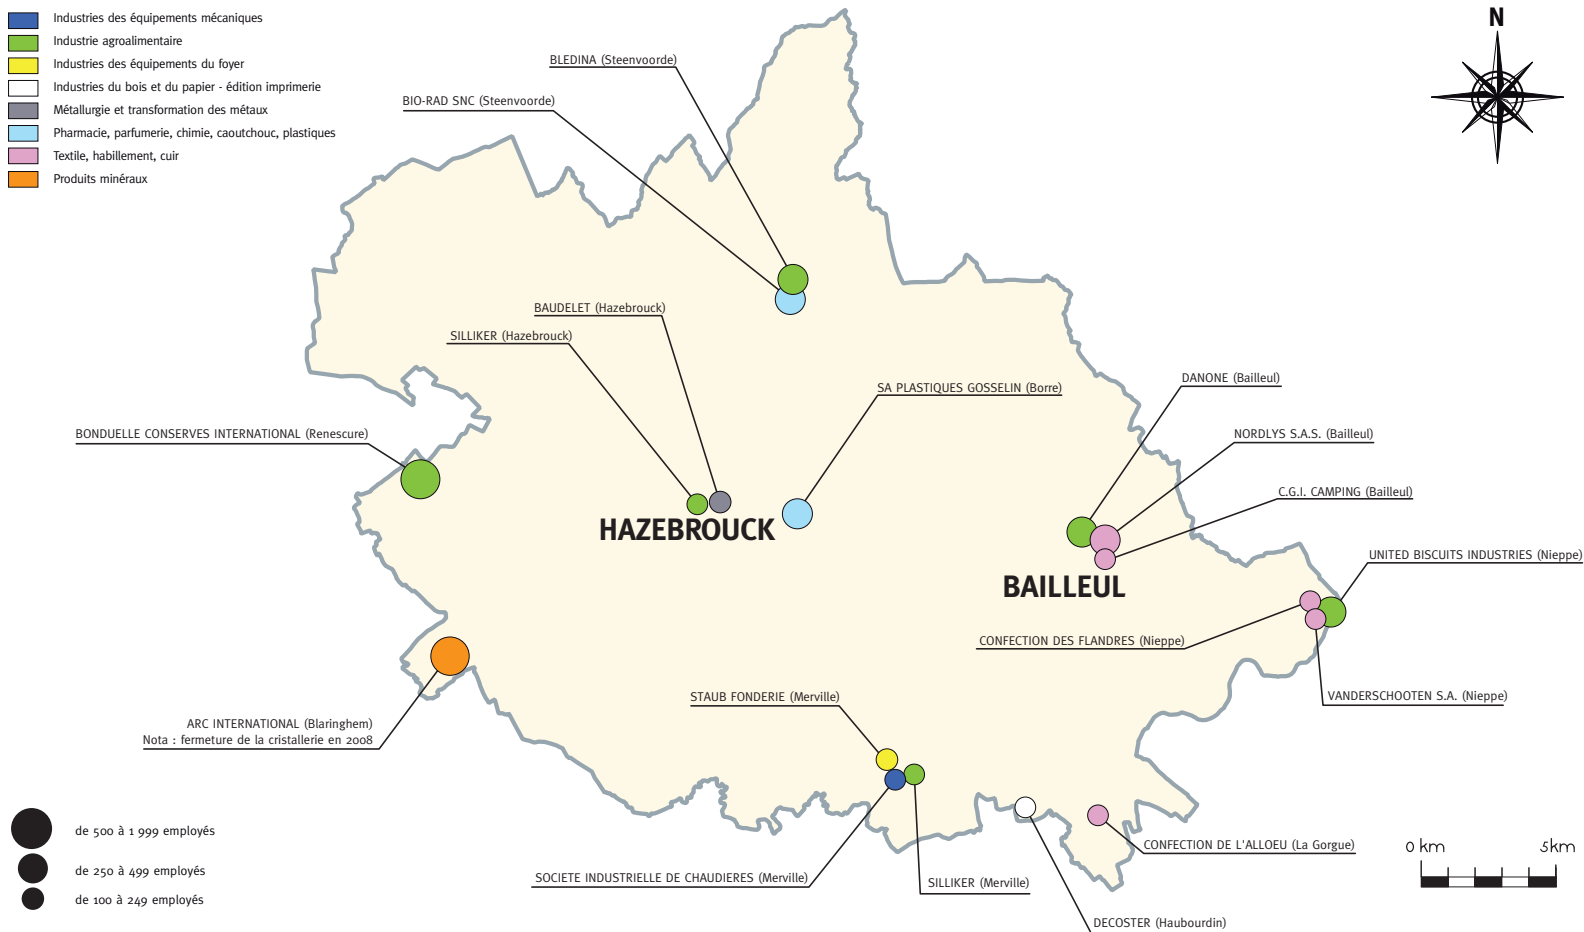 Industries des équipements mécaniques
Industrie agroalimentaire
Industries des équipements du foyer
Industries du bois et du papier - édition imprimerie
Métallurgie et transformation des métaux
Pharmacie, parfumerie, chimie, caoutchouc, plastiques
Textile, habillement, cuir
Produits minéraux
N
BLEDINA (Steenvoorde)
BIO-RAD SNC (Steenvoorde)
BAUDELET (Hazebrouck)
SILLIKER (Hazebrouck)
SA PLASTIQUES GOSSELIN (Borre)
DANONE (Bailleul)
BONDUELLE CONSERVES INTERNATIONAL (Renescure)
NORDLYS S.A.S. (Bailleul)
C.G.I. CAMPING (Bailleul)
HAZEBROUCK
BAILLEUL
UNITED BISCUITS INDUSTRIES (Nieppe)
CONFECTION DES FLANDRES (Nieppe)
VANDERSCHOOTEN S.A. (Nieppe)
STAUB FONDERIE (Merville)
ARC INTERNATIONAL (Blaringhem)
Nota : fermeture de la cristallerie en 2008
de 500 à 1 999 employés
de 250 à 499 employés
de 100 à 249 employés
CONFECTION DE L'ALLOEU (La Gorgue)
SOCIETE INDUSTRIELLE DE CHAUDIERES (Merville)
SILLIKER (Merville)
DECOSTER (Haubourdin)
0 km 5km